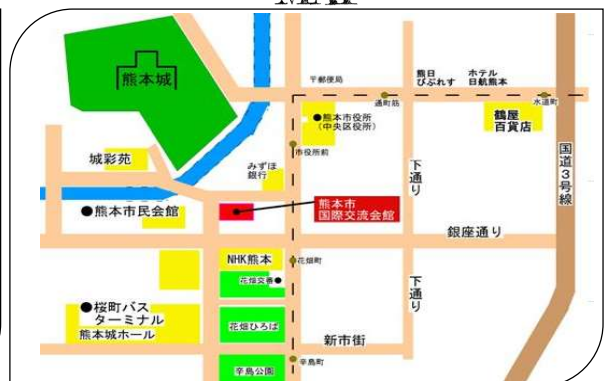 熊本城
〒郵便局
熊日
びぷれす
ホテル
日航熊本
通町筋
水道町
●熊本市役所
(中央区役所)
鶴屋
百貨店
市役所前
国道3号線
城彩苑
みずほ
銀行
下通り
●熊本市民会館
熊本市
国際交流会館
銀座通り
NHK熊本
花畑町
花畑交番●
下通り
●桜町バス
ターミナル
熊本城ホール
花畑ひろば
新市街
辛島公園
辛島町